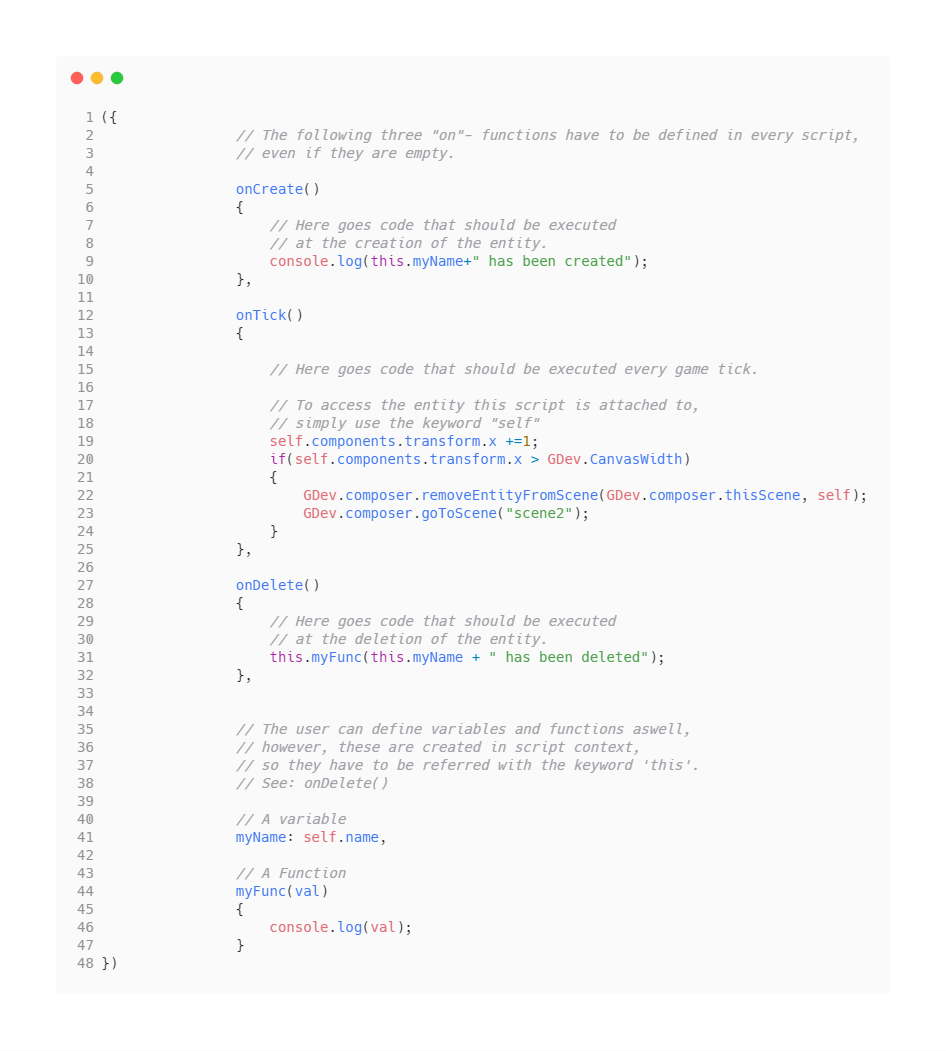 1 ({
2 // The following three "on"- functions have to be defined in every script,
3 // even if they are empty.
4
5 onCreate()
6 {
7 // Here goes code that should be executed
8 // at the creation of the entity.
9 console.log(this.myName+" has been created");
10 },
11
12 onTick()
13 {
14
15 // Here goes code that should be executed every game tick.
16
17 // To access the entity this script is attached to,
18 // simply use the keyword "self"
19 self.components.transform.x +=1;
20 if(self.components.transform.x > GDev.CanvasWidth)
21 {
22 GDev.composer.removeEntityFromScene(GDev.composer.thisScene, self);
23 GDev.composer.goToScene("scene2");
24 }
25 },
26
27 onDelete()
28 {
29 // Here goes code that should be executed
30 // at the deletion of the entity.
31 this.myFunc(this.myName + " has been deleted");
32 },
33
34
35 // The user can define variables and functions aswell,
36 // however, these are created in script context,
37 // so they have to be referred with the keyword 'this'.
38 // See: onDelete()
39
40 // A variable
41 myName: self.name,
42
43 // A Function
44 myFunc(val)
45 {
46 console.log(val);
47 }
48 })